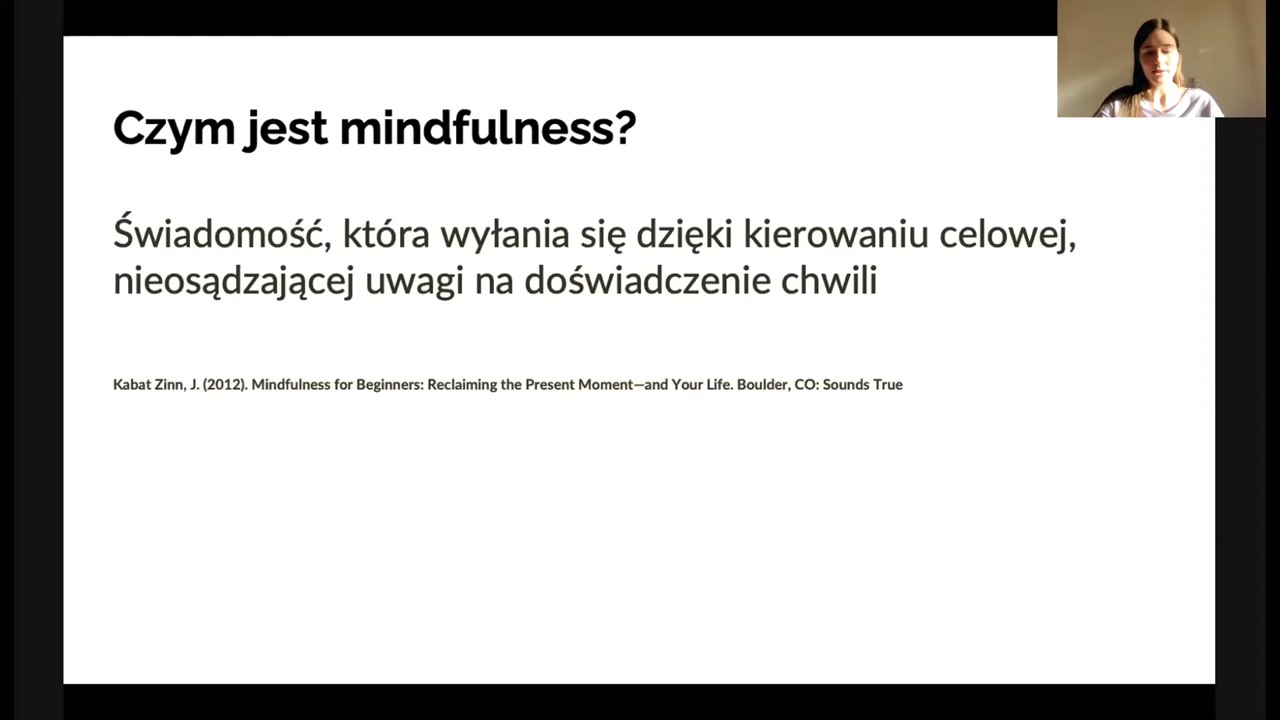 Czym jest mindfulness?
Świadomość, która wyłania się dzięki kierowaniu celowej,
nieosądzającej uwagi na doświadczenie chwili
Kabat Zinn, J. (2012). Mindfulness for Beginners: Reclaiming the Present Moment—and Your Life. Boulder, CO: Sounds True